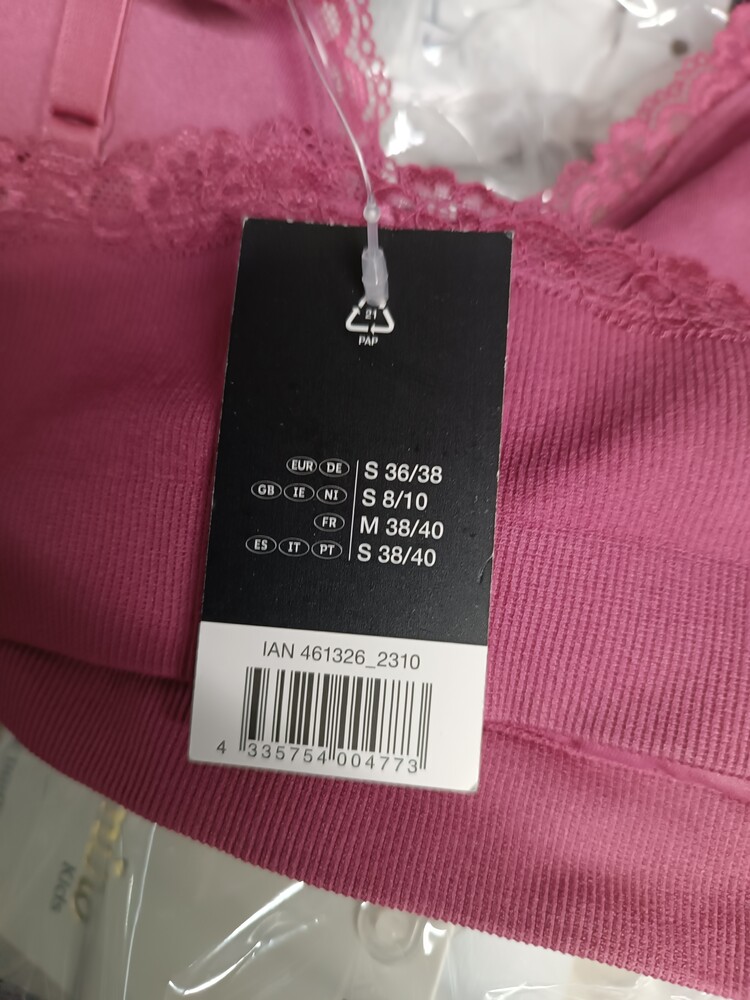 21
PAP
EUR DE S 36/38
GB IE NI S 8/10
FR M 38/40
ES IT PT S 38/40
IAN 461326_2310
4 335754 004773
Kids